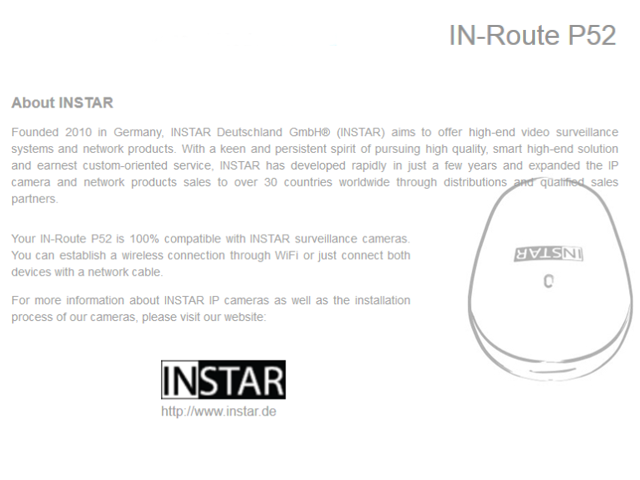 IN-Route P52
About INSTAR
Founded 2010 in Germany, INSTAR Deutschland GmbH® (INSTAR) aims to offer high-end video surveillance
systems and network products. With a keen and persistent spirit of pursuing high quality, smart high-end solution
and earnest custom-oriented service, INSTAR has developed rapidly in just a few years and expanded the IP
camera and network products sales to over 30 countries worldwide through distributions and qualified sales
partners.
Your IN-Route P52 is 100% compatible with INSTAR surveillance cameras.
You can establish a wireless connection through WiFi or just connect both
devices with a network cable.
INSTAR
For more information about INSTAR IP cameras as well as the installation
process of our cameras, please visit our website:
INSTAR
http://www.instar.de